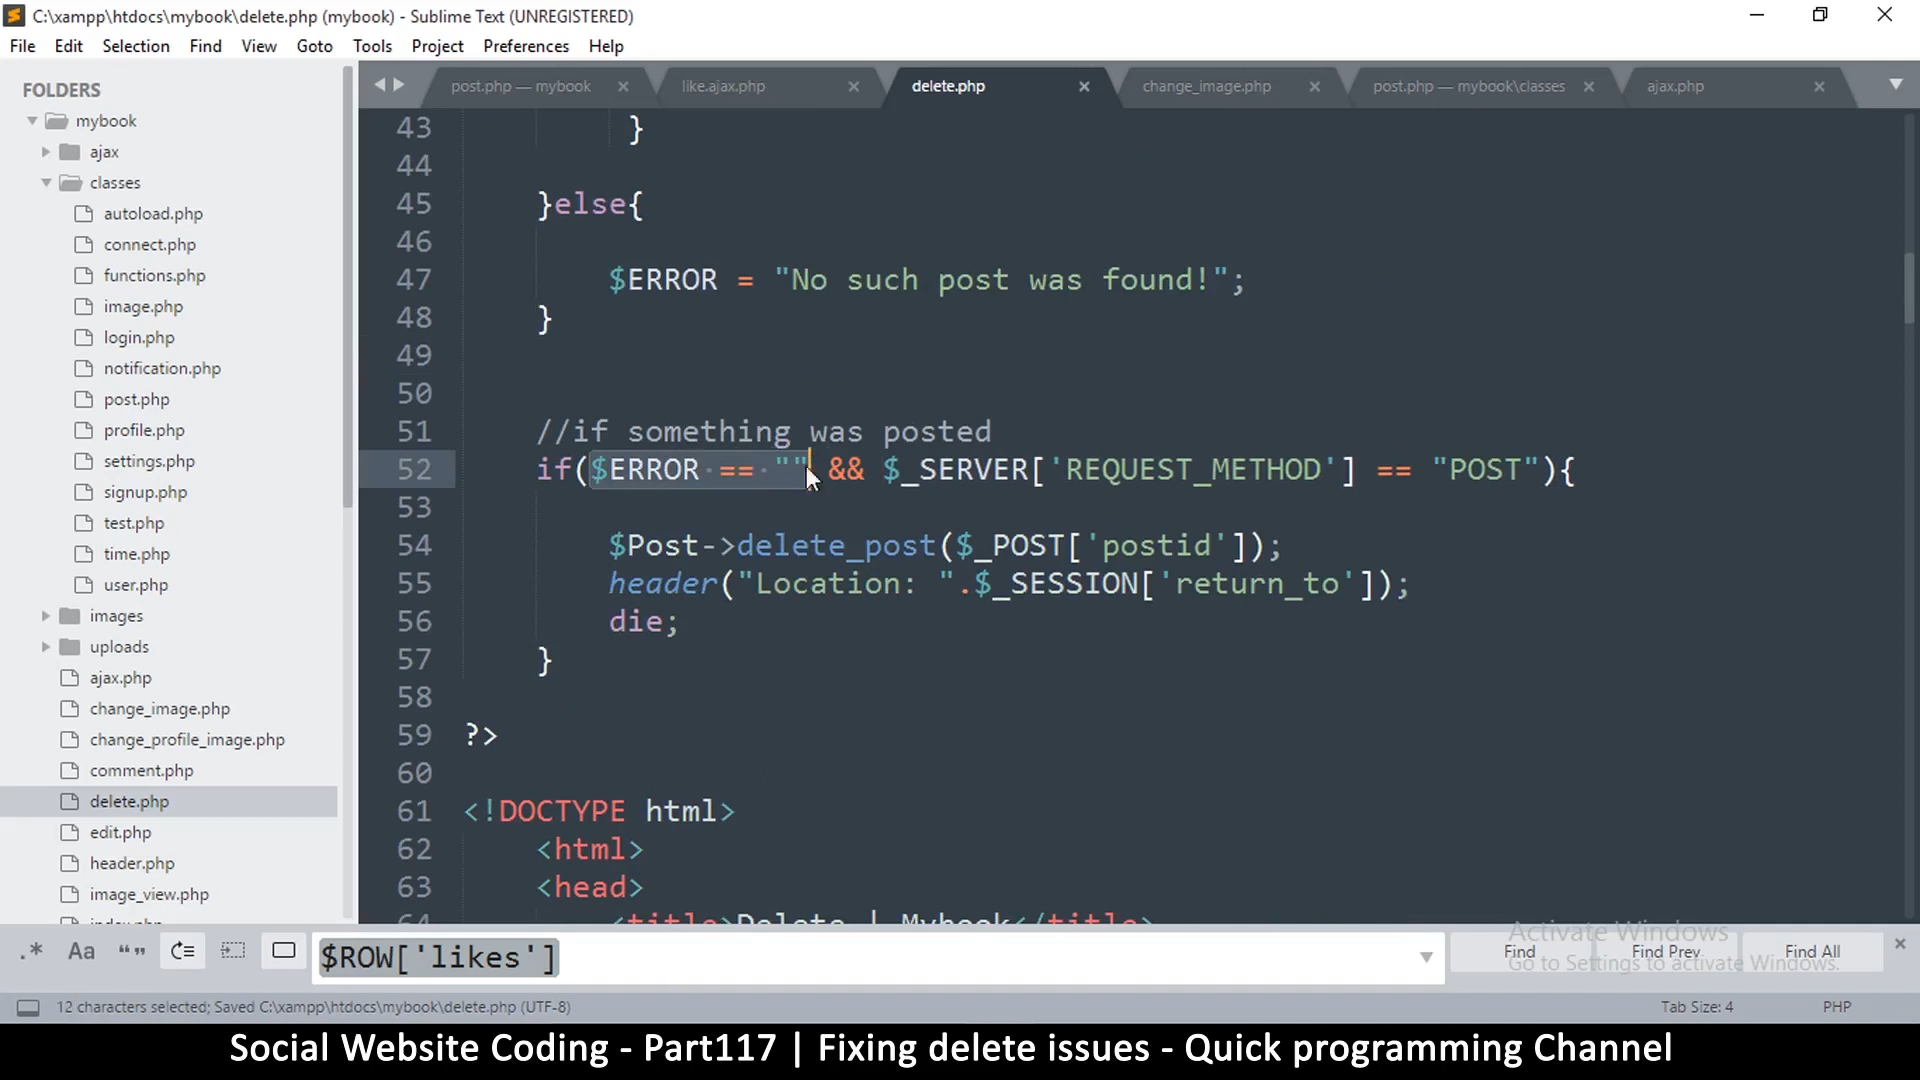 C:\xampp\htdocs\mybook\delete.php (mybook) - Sublime Text (UNREGISTERED)
File Edit Selection Find View Goto Tools Project Preferences Help
FOLDERS
mybook
ajax
classes
autoload.php
connect.php
functions.php
image.php
login.php
notification.php
post.php
profile.php
settings.php
signup.php
test.php
time.php
user.php
images
uploads
ajax.php
change_image.php
change_profile_image.php
comment.php
delete.php
edit.php
header.php
image_view.php
index.php
post.php — mybook like.ajax.php delete.php change_image.php post.php — mybook\classes ajax.php
43 }
44
45 }else{
46
47 $ERROR = "No such post was found!";
48 }
49
50
51 //if something was posted
52 if($ERROR == "" && $_SERVER['REQUEST_METHOD'] == "POST"){
53
54 $Post->delete_post($_POST['postid']);
55 header("Location: ".$_SESSION['return_to']);
56 die;
57 }
58
59 ?>
60
61 <!DOCTYPE html>
62 <html>
63 <head>
64 <title>Delete | Mybook</title>
.* Aa “ ” $ROW['likes'] Find Find Prev Find All
Activate Windows
Go to Settings to activate Windows.
12 characters selected; Saved C:\xampp\htdocs\mybook\delete.php (UTF-8) Tab Size: 4 PHP
Social Website Coding - Part117 | Fixing delete issues - Quick programming Channel